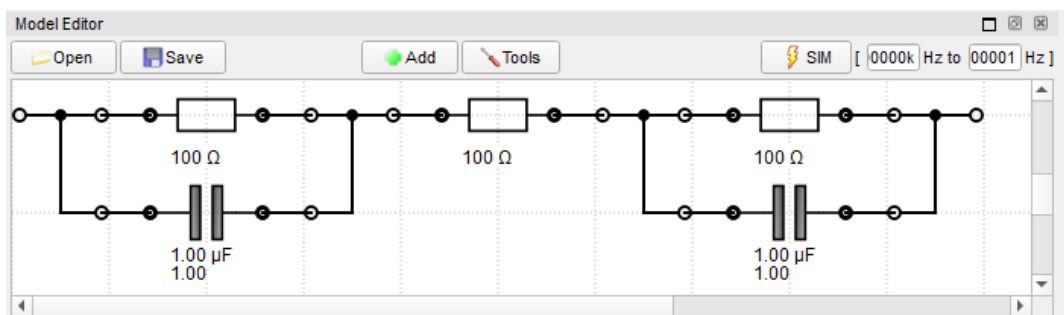 Model Editor
Open Save Add Tools SIM [ 0000k Hz to 00001 Hz ]
100 Ω 100 Ω 100 Ω
1.00 µF 1.00 µF
1.00 1.00